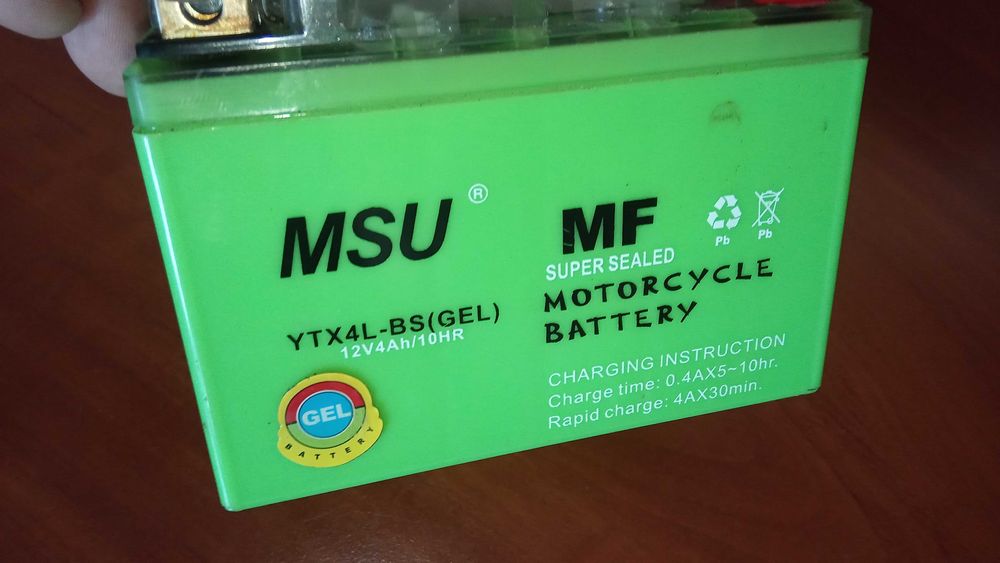 MSU ®
YTX4L-BS(GEL)
12V4Ah/10HR
GEL
BATTERY
MF
SUPER SEALED
Pb Pb
MOTORCYCLE
BATTERY
CHARGING INSTRUCTION
Charge time: 0.4AX5~10hr.
Rapid charge: 4AX30min.